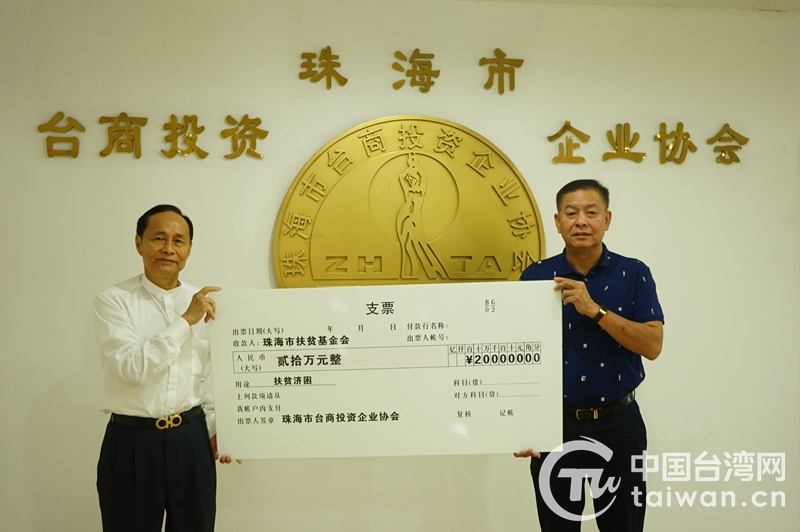 珠海市
台商投资 企业协会
珠海市台商投资企业协会
ZHTA
支票
BG
02
出票日期(大写) 年 月 日 付款行名称:
收款人: 珠海市扶贫基金会 出票人帐号:
人民币
(大写) 贰拾万元整
亿仟百十万千百十元角分
¥20000000
用途 扶贫济困 科目(借)
上列款项请从 对方科目(贷)
我帐户内支付
出票人签章 珠海市台商投资企业协会 复核 记帐
中国台湾网
taiwan.cn